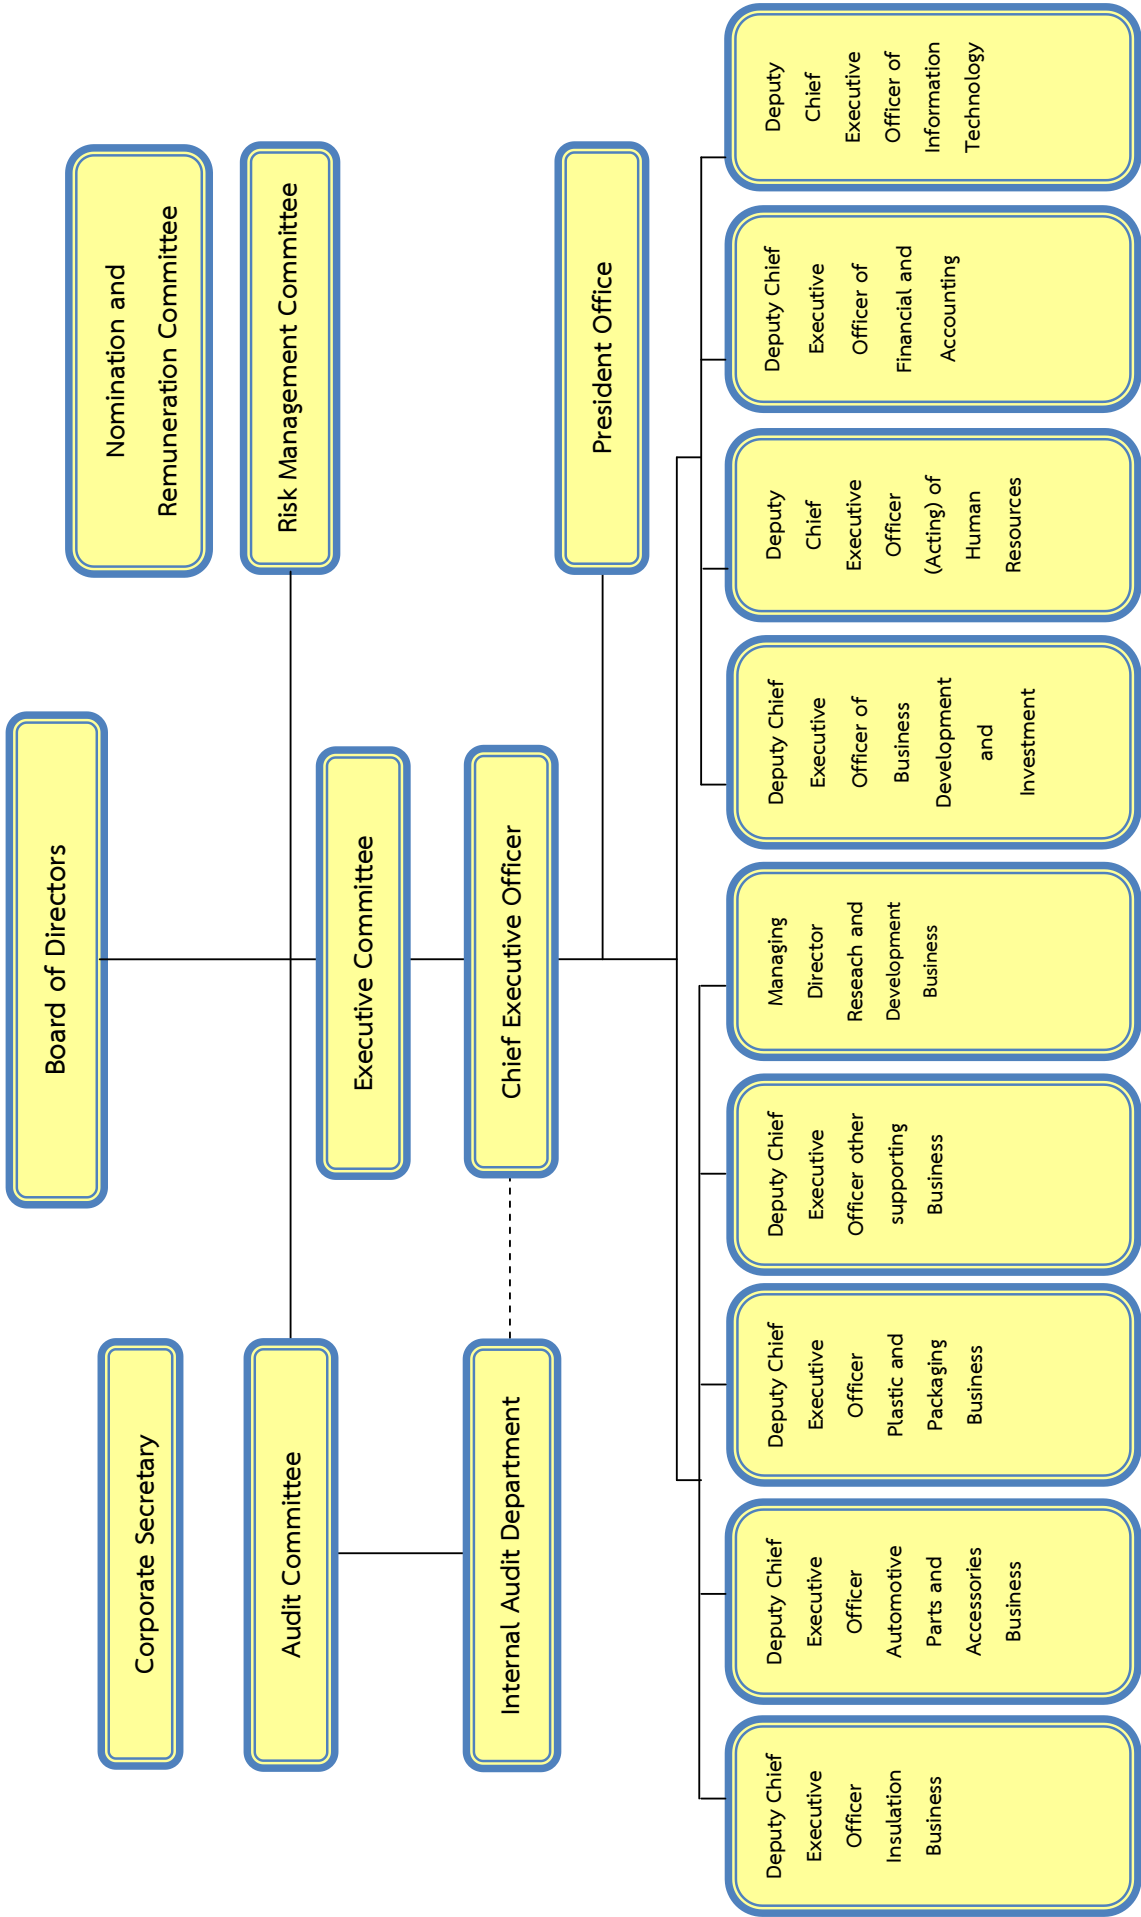 Board of Directors
Corporate Secretary
Nomination and
Remuneration Committee
Audit Committee
Risk Management Committee
Executive Committee
Internal Audit Department
Chief Executive Officer
President Office
Deputy Chief
Executive
Officer
Insulation
Business
Deputy Chief
Executive
Officer
Automotive
Parts and
Accessories
Business
Deputy Chief
Executive
Officer
Plastic and
Packaging
Business
Deputy Chief
Executive
Officer other
supporting
Business
Managing
Director
Reseach and
Development
Business
Deputy Chief
Executive
Officer of
Business
Development
and
Investment
Deputy
Chief
Executive
Officer
(Acting) of
Human
Resources
Deputy Chief
Executive
Officer of
Financial and
Accounting
Deputy
Chief
Executive
Officer of
Information
Technology